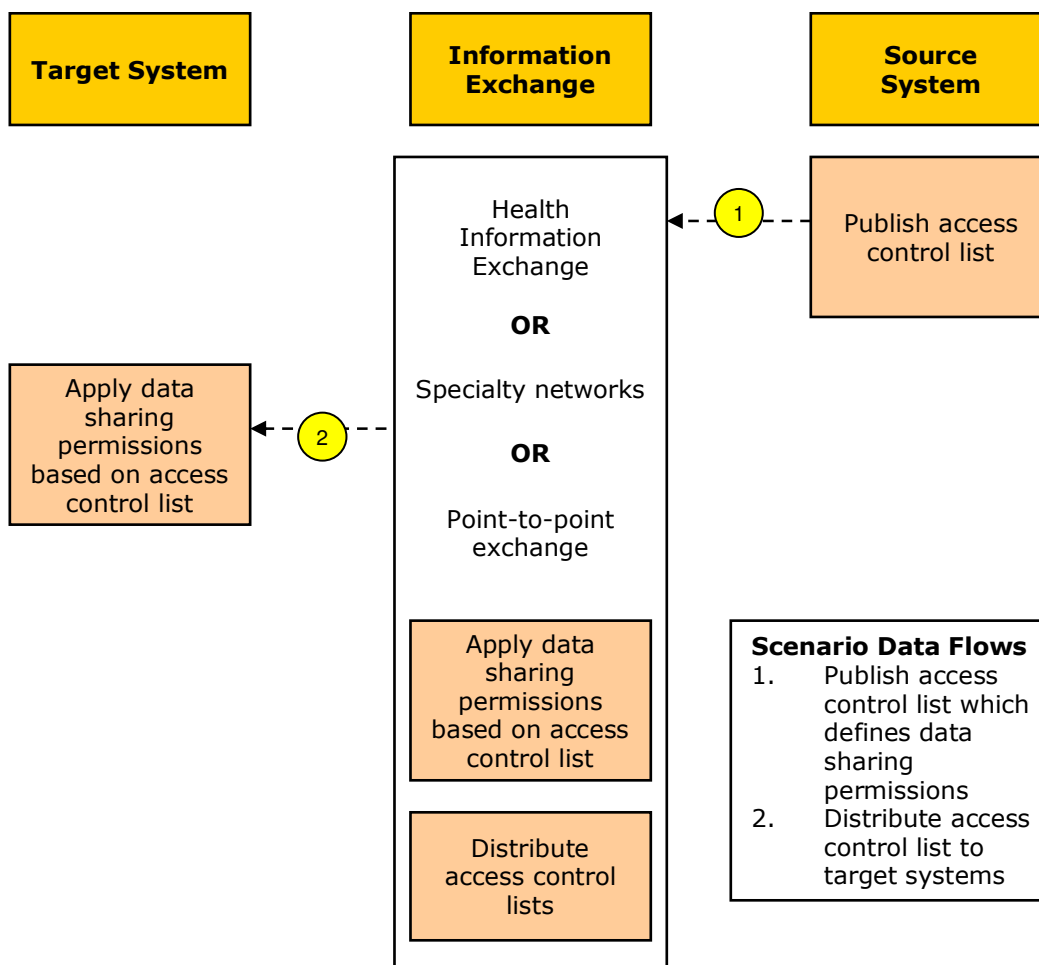 Target System
Information
Exchange
Source
System
Health
Information
Exchange
OR
Specialty networks
OR
Point-to-point
exchange
1
Publish access
control list
Apply data
sharing
permissions
based on access
control list
2
Apply data
sharing
permissions
based on access
control list
Distribute
access control
lists
Scenario Data Flows
1. Publish access
control list which
defines data
sharing
permissions
2. Distribute access
control list to
target systems